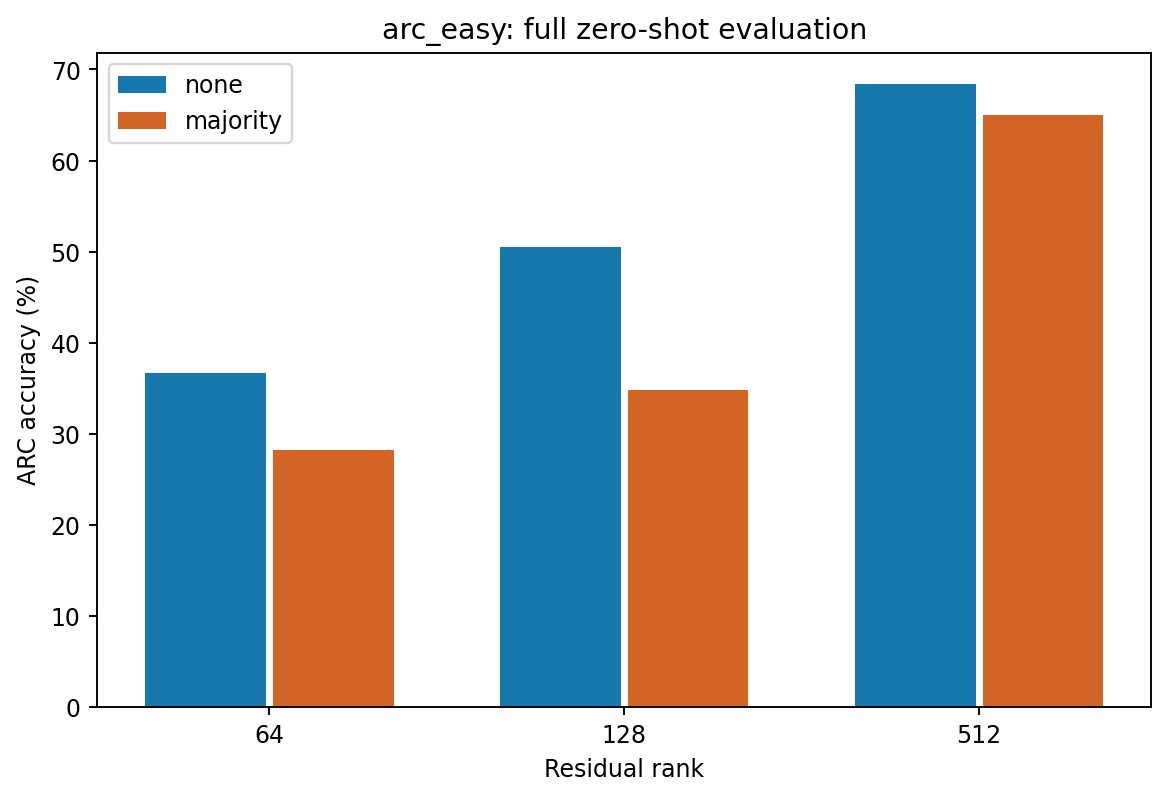 arc_easy: full zero-shot evaluation
none
majority
ARC accuracy (%)
70
60
50
40
30
20
10
0
64 128 512
Residual rank